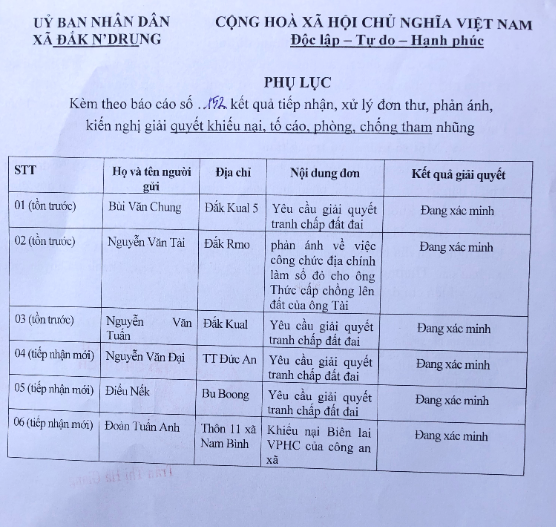 UỶ BAN NHÂN DÂN CỘNG HOÀ XÃ HỘI CHỦ NGHĨA VIỆT NAM
XÃ ĐẮK N'DRUNG Độc lập – Tự do – Hạnh phúc
PHỤ LỤC
Kèm theo báo cáo số ..192 kết quả tiếp nhận, xử lý đơn thư, phản ánh,
kiến nghị giải quyết khiếu nại, tố cáo, phòng, chống tham nhũng
STT Họ và tên người gửi Địa chỉ Nội dung đơn Kết quả giải quyết
01 (tồn trước) Bùi Văn Chung Đắk Kual 5 Yêu cầu giải quyết Đang xác minh
tranh chấp đất đai
02 (tồn trước) Nguyễn Văn Tài Đắk Rmo phản ánh về việc Đang xác minh
công chức địa chính
làm sổ đỏ cho ông
Thức cấp chồng lên
đất của ông Tài
03 (tồn trước) Nguyễn Văn Đắk Kual Yêu cầu giải quyết Đang xác minh
Tuấn tranh chấp đất đai
04 (tiếp nhận mới) Nguyễn Văn Đại TT Đức An Yêu cầu giải quyết Đang xác minh
tranh chấp đất đai
05 (tiếp nhận mới) Điểu Nếk Bu Boong Yêu cầu giải quyết Đang xác minh
tranh chấp đất đai
06 (tiếp nhận mới) Đoàn Tuấn Anh Thôn 11 xã Khiếu nại Biên lai Đang xác minh
Nam Bình VPHC của công an
xã